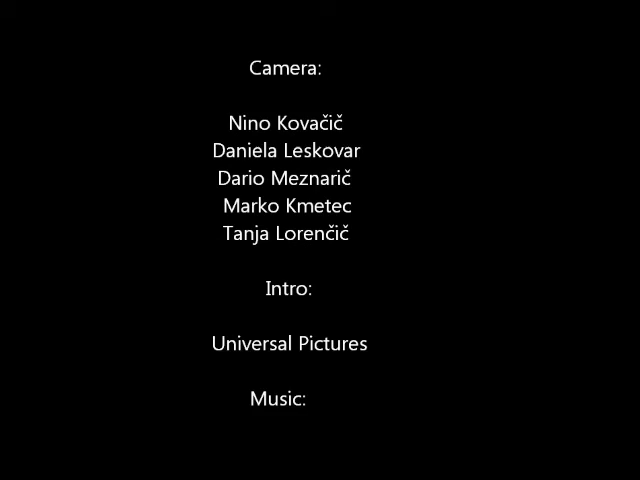 Camera:
Nino Kovačič
Daniela Leskovar
Dario Meznarič
Marko Kmetec
Tanja Lorenčič
Intro:
Universal Pictures
Music: